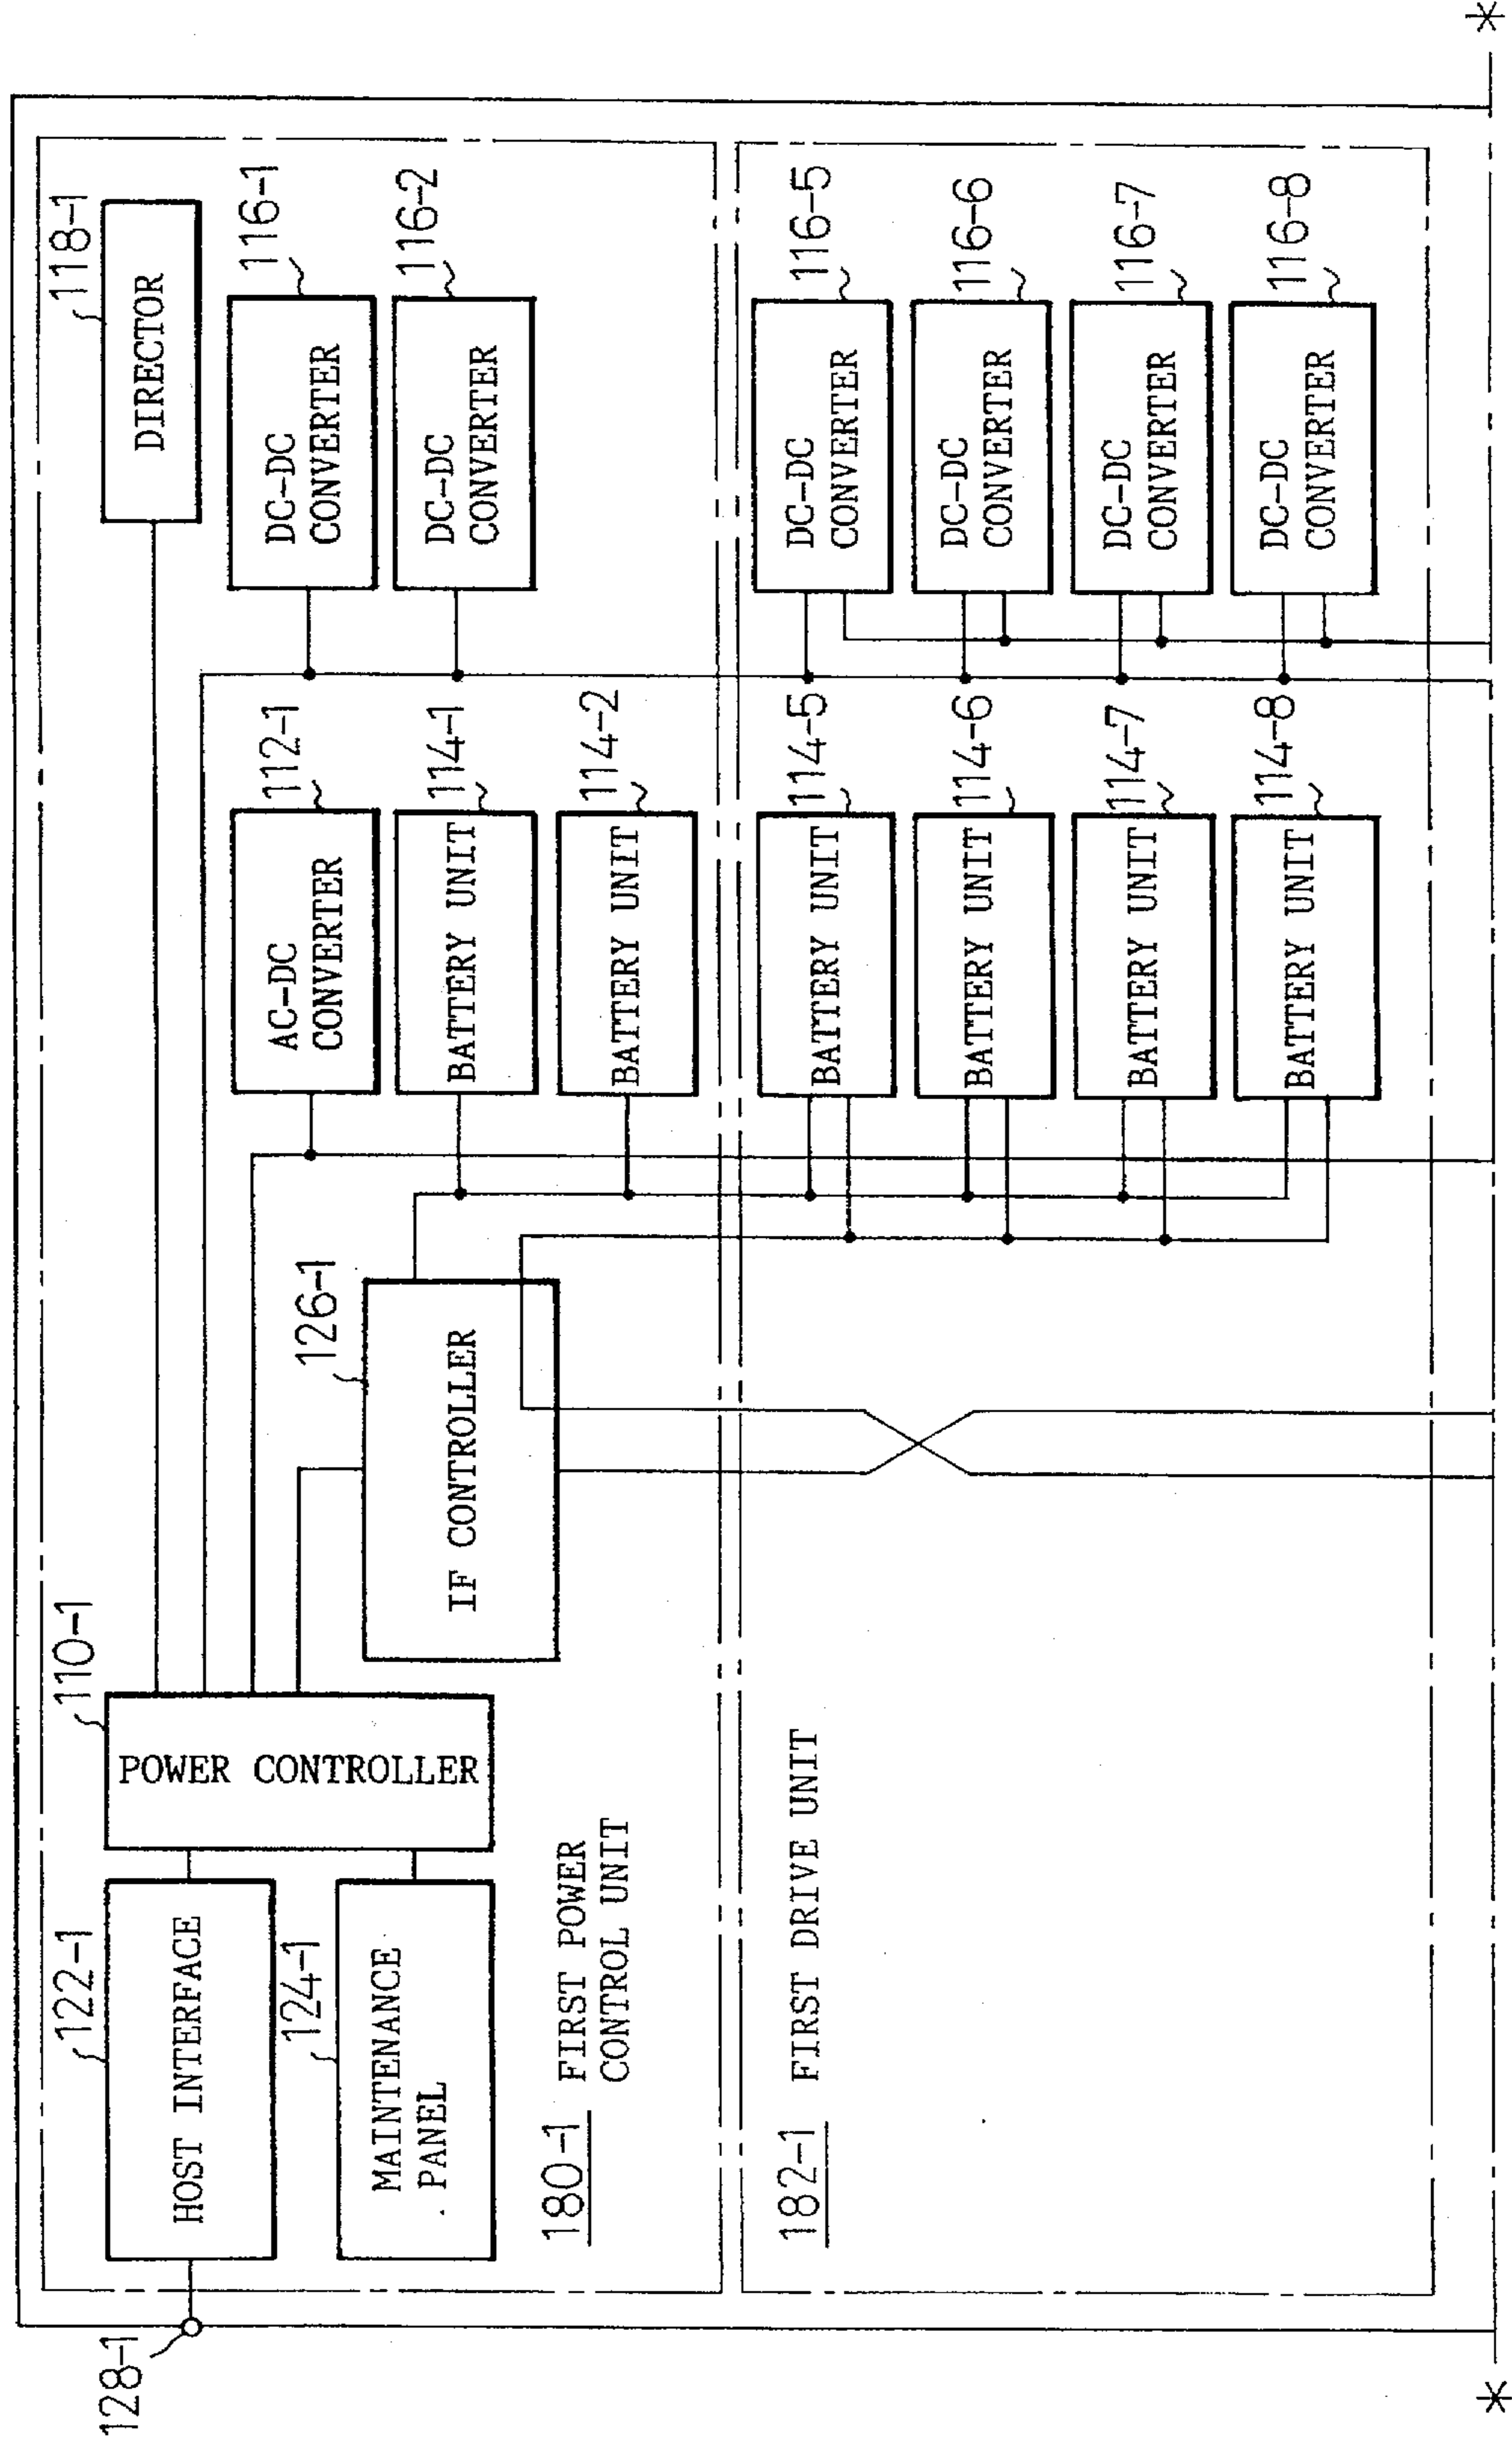 128-1
122-1
HOST INTERFACE
124-1
MAINTENANCE
PANEL
110-1
POWER CONTROLLER
180-1 FIRST POWER
CONTROL UNIT
126-1
IF CONTROLLER
118-1
DIRECTOR
112-1
AC-DC
CONVERTER
114-1
BATTERY UNIT
114-2
BATTERY UNIT
116-1
DC-DC
CONVERTER
116-2
DC-DC
CONVERTER
182-1 FIRST DRIVE UNIT
114-5
BATTERY UNIT
114-6
BATTERY UNIT
114-7
BATTERY UNIT
114-8
BATTERY UNIT
116-5
DC-DC
CONVERTER
116-6
DC-DC
CONVERTER
116-7
DC-DC
CONVERTER
116-8
DC-DC
CONVERTER
* *